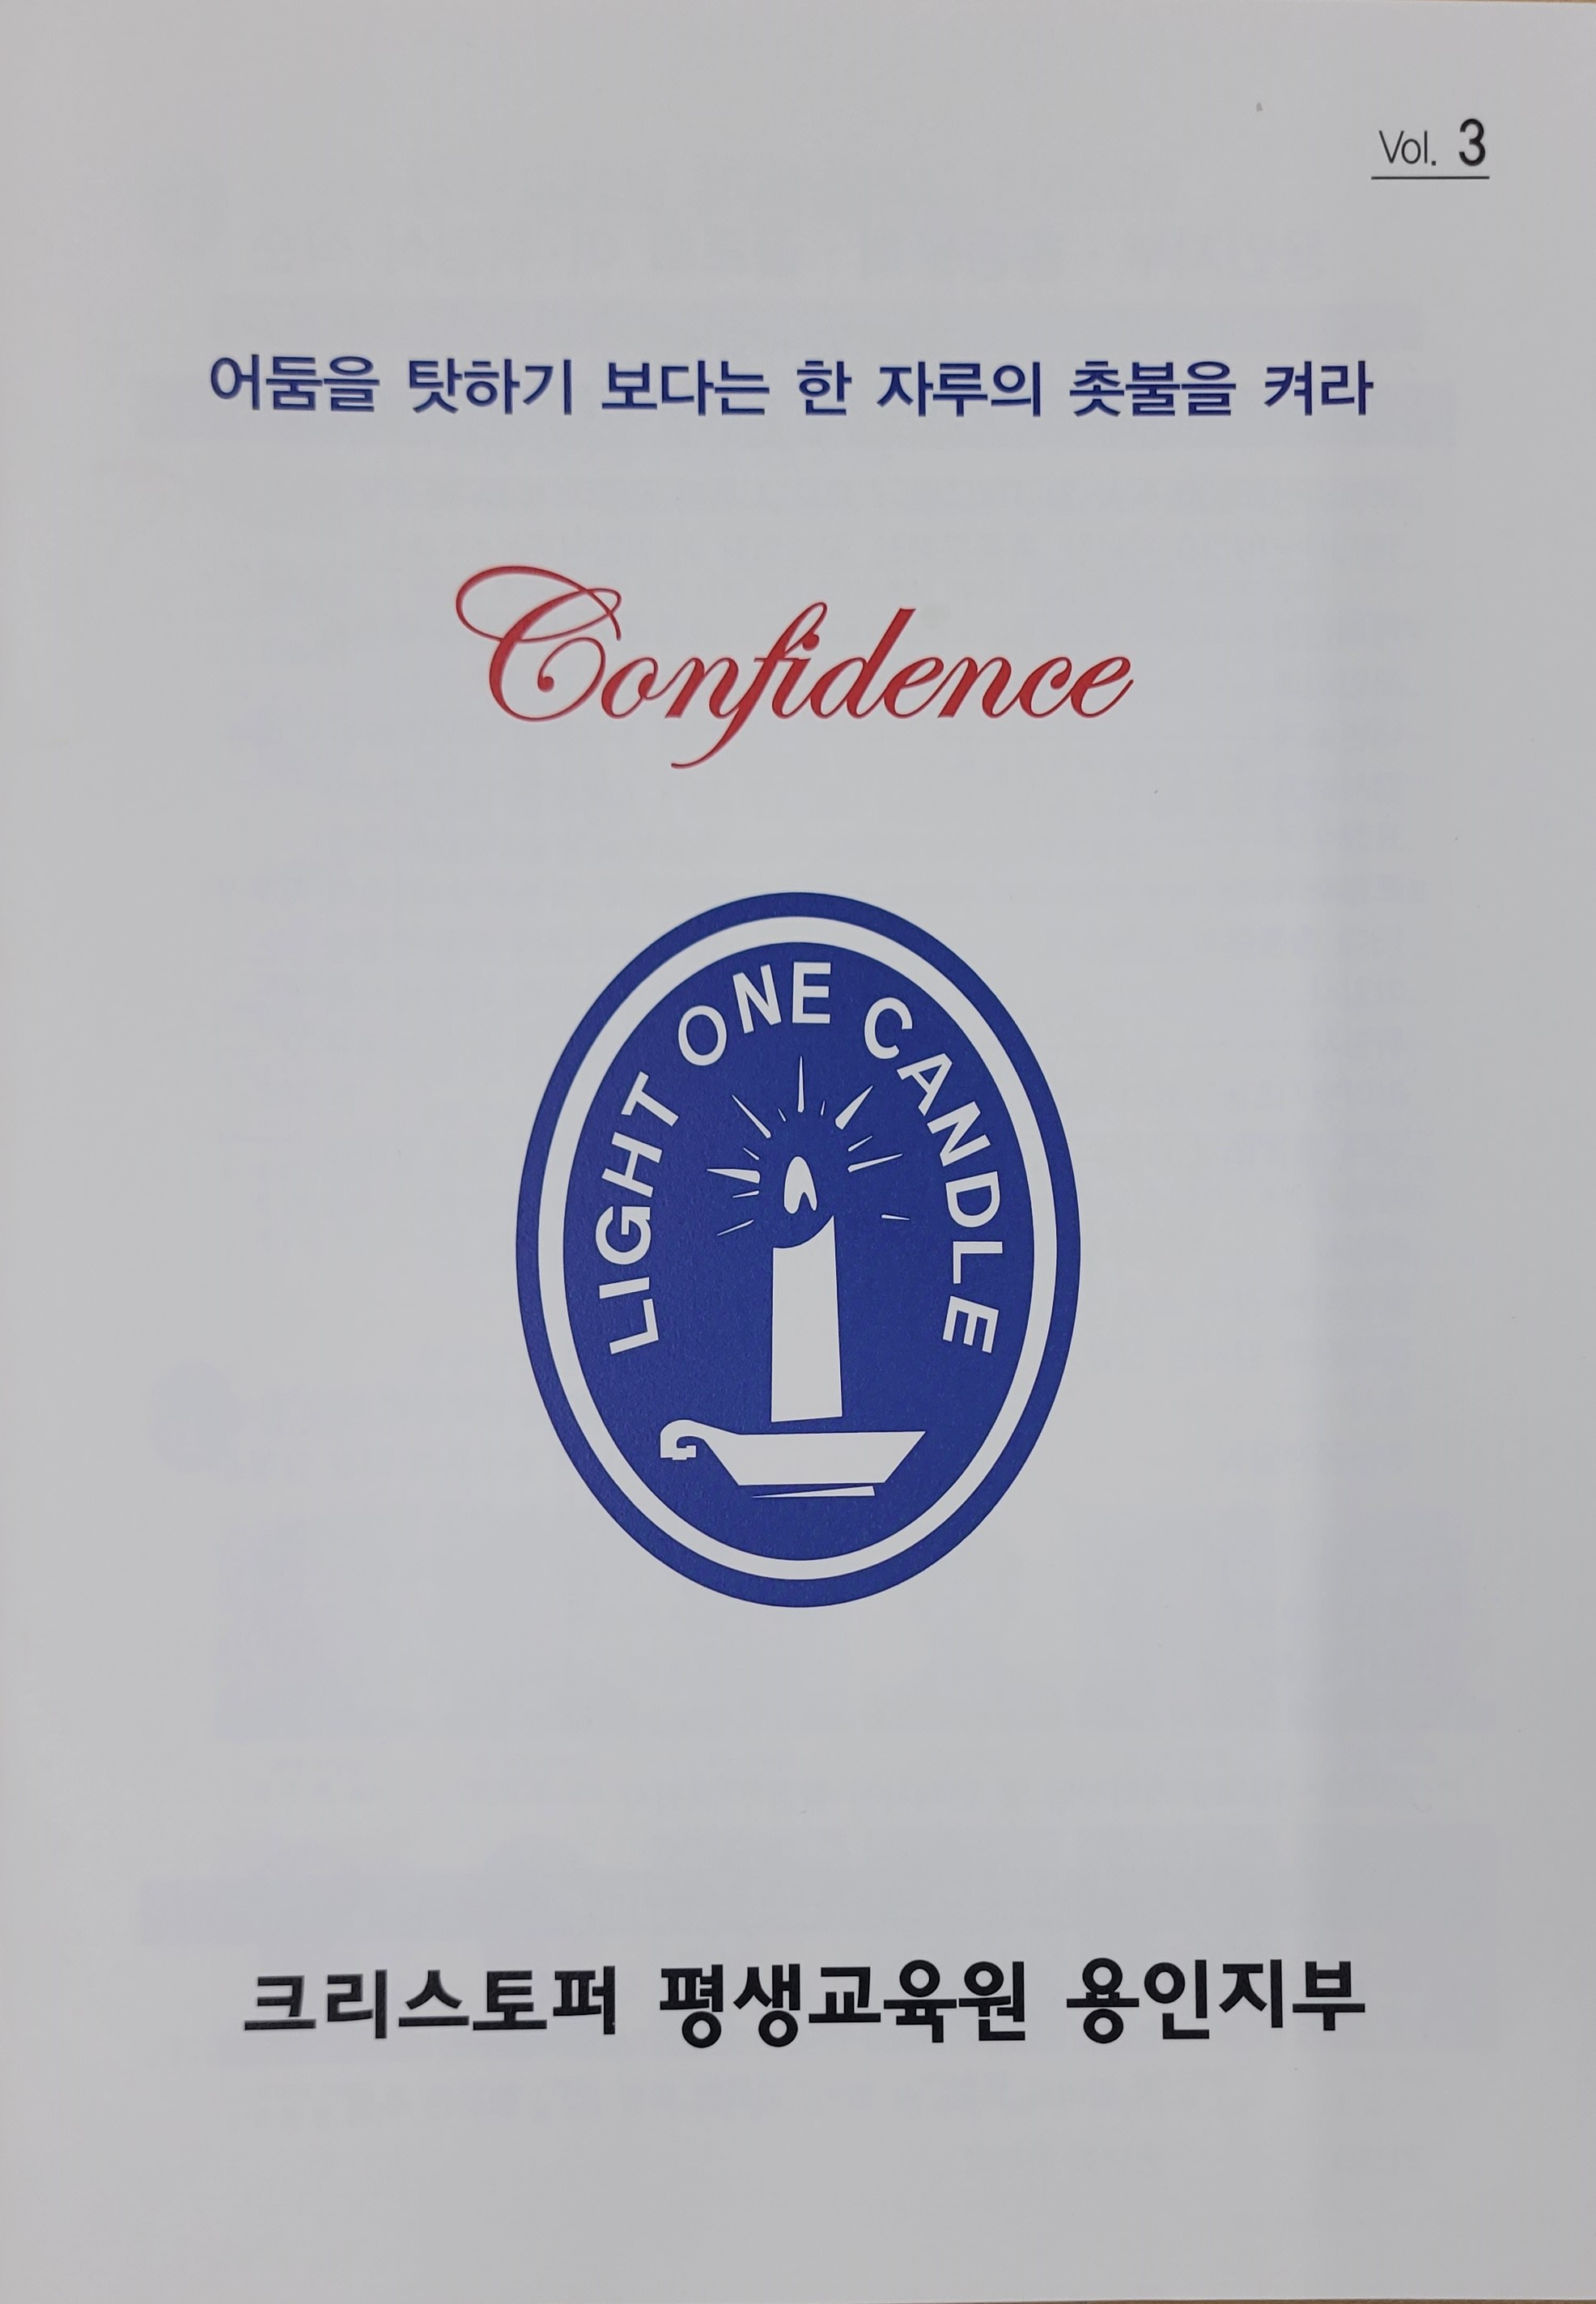 Vol. 3
어둠을 탓하기 보다는 한 자루의 촛불을 켜라
Confidence
LIGHT ONE CANDLE
크리스토퍼 평생교육원 용인지부